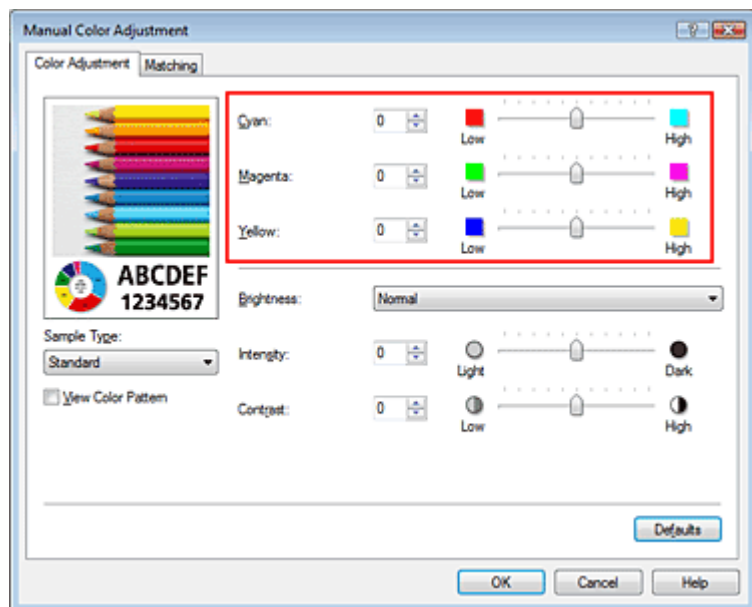 Manual Color Adjustment
Color Adjustment Matching
Cyan: 0 Low High
Magenta: 0 Low High
Yellow: 0 Low High
ABCDEF
1234567
Brightness: Normal
Sample Type:
Standard
Intensity: 0 Light Dark
View Color Pattern
Contrast: 0 Low High
Defaults
OK Cancel Help